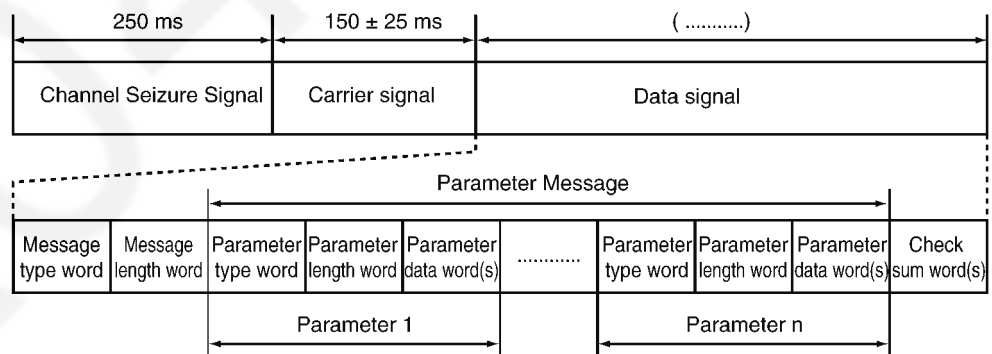 250 ms 150 ± 25 ms (...........)
Channel Seizure Signal Carrier signal Data signal
Parameter Message
Message type word Message length word Parameter type word Parameter length word Parameter data word(s) ............ Parameter type word Parameter length word Parameter data word(s) Check sum word(s)
Parameter 1 Parameter n